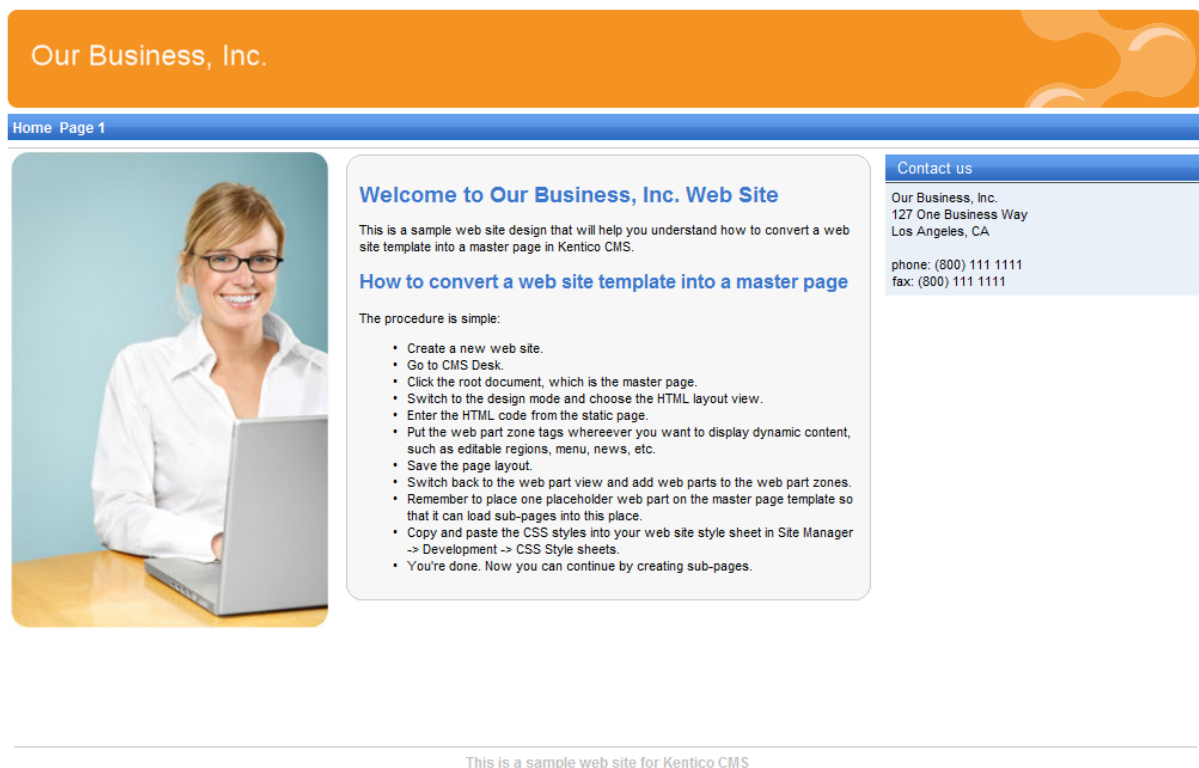 Our Business, Inc.
Home Page 1
Welcome to Our Business, Inc. Web Site
This is a sample web site design that will help you understand how to convert a web
site template into a master page in Kentico CMS.
How to convert a web site template into a master page
The procedure is simple:
• Create a new web site.
• Go to CMS Desk.
• Click the root document, which is the master page.
• Switch to the design mode and choose the HTML layout view.
• Enter the HTML code from the static page.
• Put the web part zone tags whereever you want to display dynamic content,
such as editable regions, menu, news, etc.
• Save the page layout.
• Switch back to the web part view and add web parts to the web part zones.
• Remember to place one placeholder web part on the master page template so
that it can load sub-pages into this place.
• Copy and paste the CSS styles into your web site style sheet in Site Manager
-> Development -> CSS Style sheets.
• You're done. Now you can continue by creating sub-pages.
Contact us
Our Business, Inc.
127 One Business Way
Los Angeles, CA
phone: (800) 111 1111
fax: (800) 111 1111
This is a sample web site for Kentico CMS